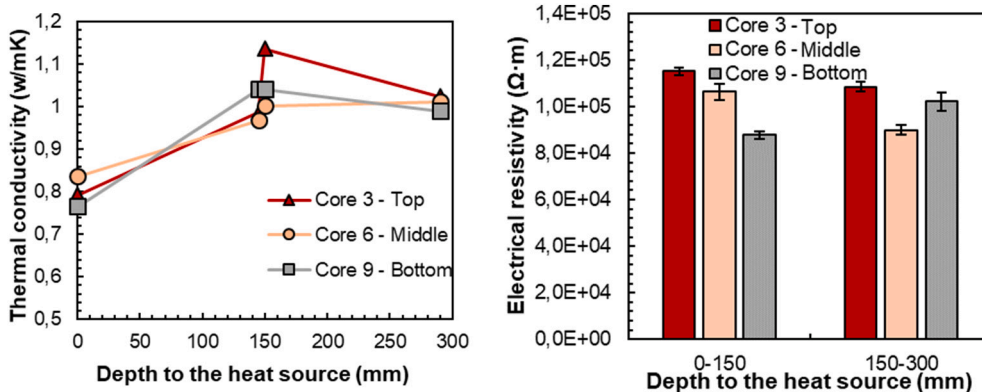 Thermal conductivity (w/mK)
1,2
1,1
1
0,9
0,8
0,7
0,6
0,5
Core 3 - Top
Core 6 - Middle
Core 9 - Bottom
0 50 100 150 200 250 300
Depth to the heat source (mm)
Electrical resistivity (Ω·m)
1,4E+05
1,2E+05
1,0E+05
8,0E+04
6,0E+04
4,0E+04
2,0E+04
0,0E+00
Core 3 - Top
Core 6 - Middle
Core 9 - Bottom
0-150 150-300
Depth to the heat source (mm)